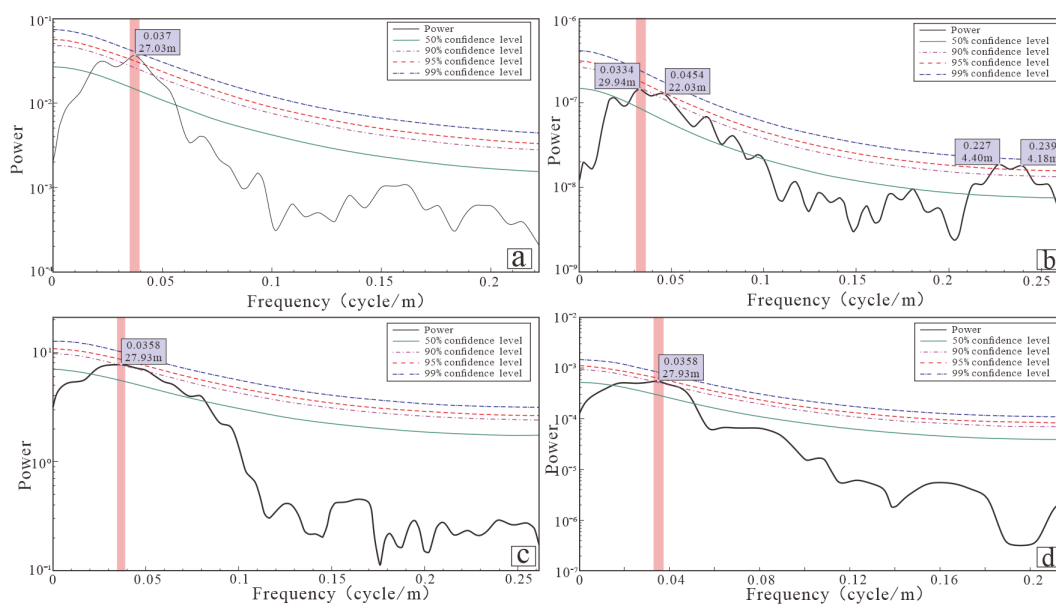 10⁻¹
10⁻²
10⁻³
10⁻⁴
Power
0.037
27.03m
Power
50% confidence level
90% confidence level
95% confidence level
99% confidence level
a
0
0.05
0.1
0.15
0.2
Frequency (cycle/m)
10⁻⁶
10⁻⁷
10⁻⁸
10⁻⁹
Power
0.0334
29.94m
0.0454
22.03m
0.227
4.40m
0.239
4.18m
Power
50% confidence level
90% confidence level
95% confidence level
99% confidence level
b
0
0.05
0.1
0.15
0.2
0.25
Frequency (cycle/m)
10¹
10⁰
10⁻¹
Power
0.0358
27.93m
Power
50% confidence level
90% confidence level
95% confidence level
99% confidence level
c
0
0.05
0.1
0.15
0.2
0.25
Frequency (cycle/m)
10⁻²
10⁻³
10⁻⁴
10⁻⁵
10⁻⁶
10⁻⁷
Power
0.0358
27.93m
Power
50% confidence level
90% confidence level
95% confidence level
99% confidence level
d
0
0.04
0.08
0.12
0.16
0.2
Frequency (cycle/m)